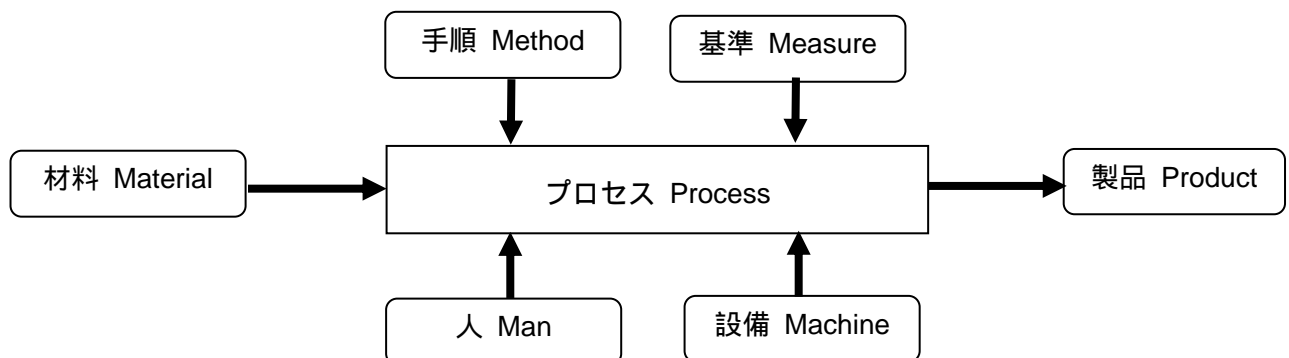 手順 Method
基準 Measure
材料 Material
プロセス Process
製品 Product
人 Man
設備 Machine